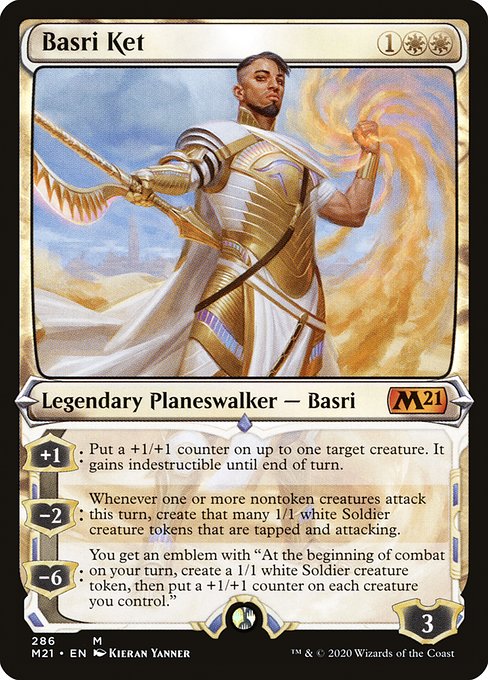 Basri Ket 1
Legendary Planeswalker — Basri M21
+1: Put a +1/+1 counter on up to one target creature. It
gains indestructible until end of turn.
−2: Whenever one or more nontoken creatures attack
this turn, create that many 1/1 white Soldier
creature tokens that are tapped and attacking.
−6: You get an emblem with “At the beginning of combat
on your turn, create a 1/1 white Soldier creature
token, then put a +1/+1 counter on each creature
you control.”
3
286 M
M21 • EN KIERAN YANNER ™ & © 2020 Wizards of the Coast